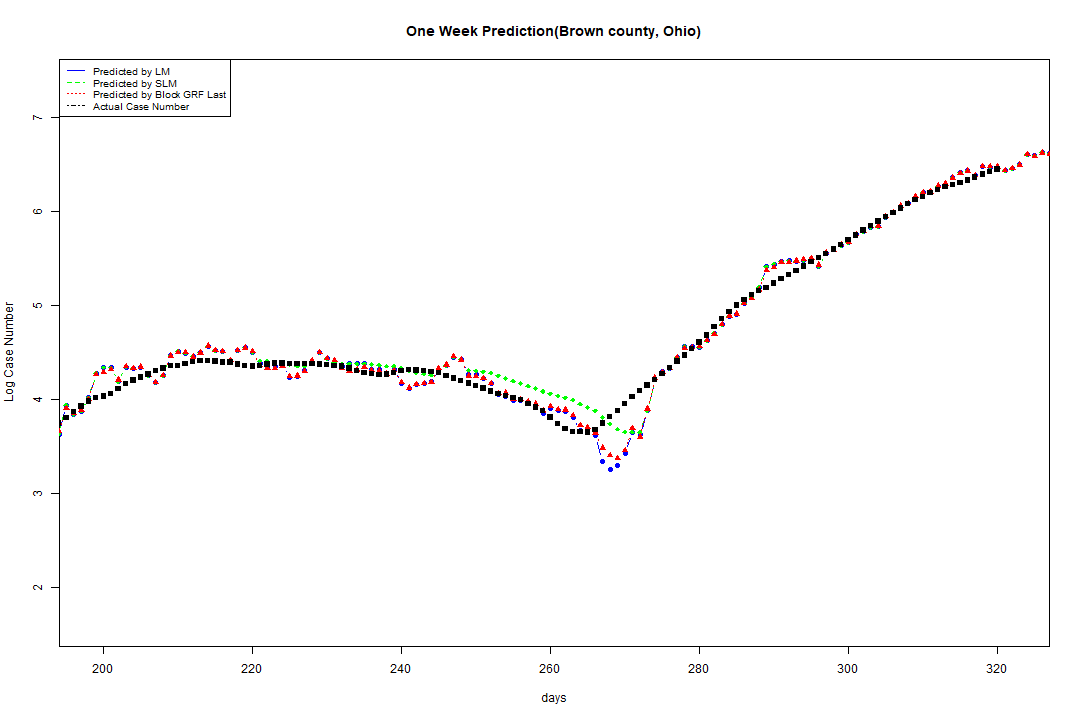 One Week Prediction(Brown county, Ohio)
Predicted by LM
Predicted by SLM
Predicted by Block GRF Last
Actual Case Number
Log Case Number
7
6
5
4
3
2
200 220 240 260 280 300 320
days